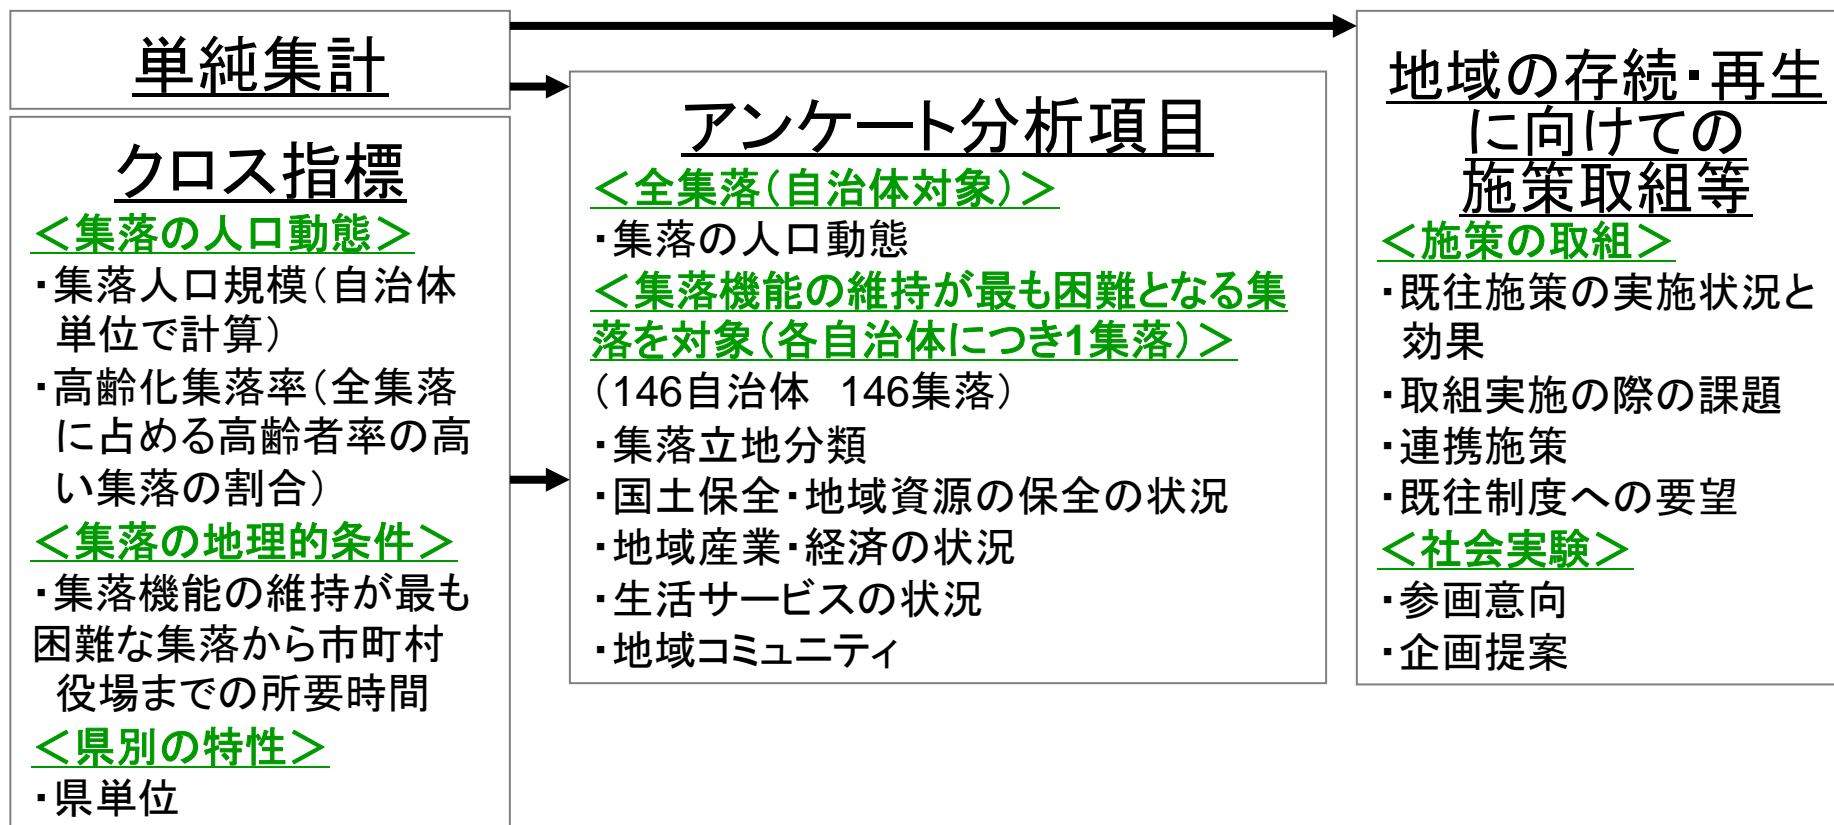 単純集計
クロス指標
＜集落の人口動態＞
・集落人口規模（自治体
単位で計算）
・高齢化集落率（全集落
に占める高齢者率の高
い集落の割合）
＜集落の地理的条件＞
・集落機能の維持が最も
困難な集落から市町村
役場までの所要時間
＜県別の特性＞
・県単位
アンケート分析項目
＜全集落（自治体対象）＞
・集落の人口動態
＜集落機能の維持が最も困難となる集
落を対象（各自治体につき1集落）＞
（146自治体　146集落）
・集落立地分類
・国土保全・地域資源の保全の状況
・地域産業・経済の状況
・生活サービスの状況
・地域コミュニティ
地域の存続・再生
に向けての
施策取組等
＜施策の取組＞
・既往施策の実施状況と
効果
・取組実施の際の課題
・連携施策
・既往制度への要望
＜社会実験＞
・参画意向
・企画提案